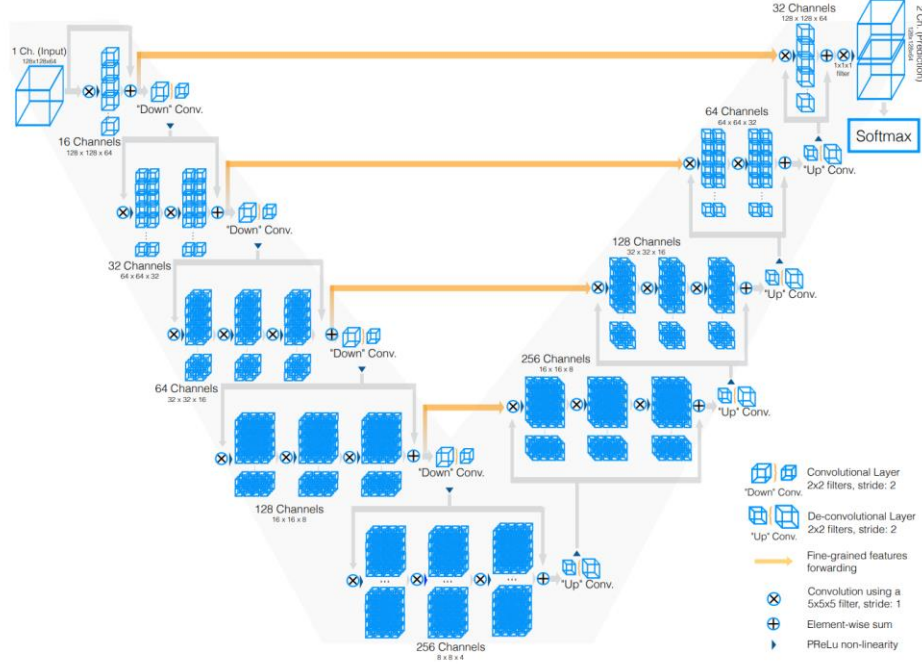 1 Ch. (Input)
128x128x64
"Down" Conv.
16 Channels
128 x 128 x 64
"Down" Conv.
32 Channels
64 x 64 x 32
"Down" Conv.
64 Channels
32 x 32 x 16
"Down" Conv.
128 Channels
16 x 16 x 8
...
...
...
256 Channels
8 x 8 x 4
"Up" Conv.
256 Channels
16 x 16 x 8
"Up" Conv.
128 Channels
32 x 32 x 16
"Up" Conv.
64 Channels
64 x 64 x 32
"Up" Conv.
32 Channels
128 x 128 x 64
1x1x1
filter
2 Ch. (Prediction)
128x128x64
Softmax
"Down" Conv.
Convolutional Layer
2x2 filters, stride: 2
"Up" Conv.
De-convolutional Layer
2x2 filters, stride: 2
Fine-grained features
forwarding
Convolution using a
5x5x5 filter, stride: 1
Element-wise sum
PReLu non-linearity